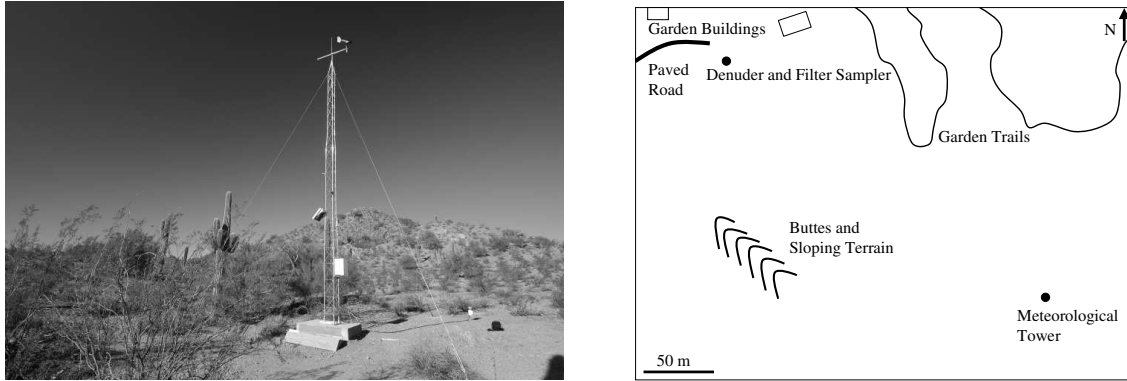 Garden Buildings
N
Paved
Road
Denuder and Filter Sampler
Garden Trails
Buttes and
Sloping Terrain
Meteorological
Tower
50 m